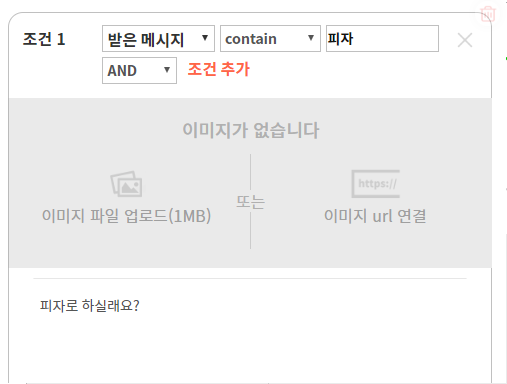 조건 1 받은 메시지 contain 피자
AND 조건 추가
이미지가 없습니다
https://
또는
이미지 파일 업로드(1MB) 이미지 url 연결
피자로 하실래요?